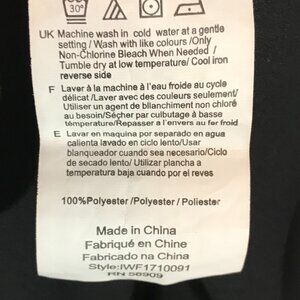 30°
UK Machine wash in cold water at a gentle
setting / Wash with like colours /Only
Non-Chlorine Bleach When Needed /
Tumble dry at low temperature/ Cool iron
reverse side
F Laver à la machine à l'eau froide au cycle
délicat /Laver avec des couleurs seulement/
Utiliser un agent de bllanchiment non chloré
au besoin/Sécher par culbutage à basse
température/Repasser a l'envers au fer froid
E Lavar en maquina por separado en agua
calienta lavado en ciclo lento/Usar
blanqueador cuando sea necesario/Ciclo
de secado lento/ Utilizar plancha a
temperatura baja cuando por el reves
100%Polyester /Polyester / Poliester
Made in China
Fabriqué en Chine
Fabricado na China
Style:IWF1710091
RN 58909